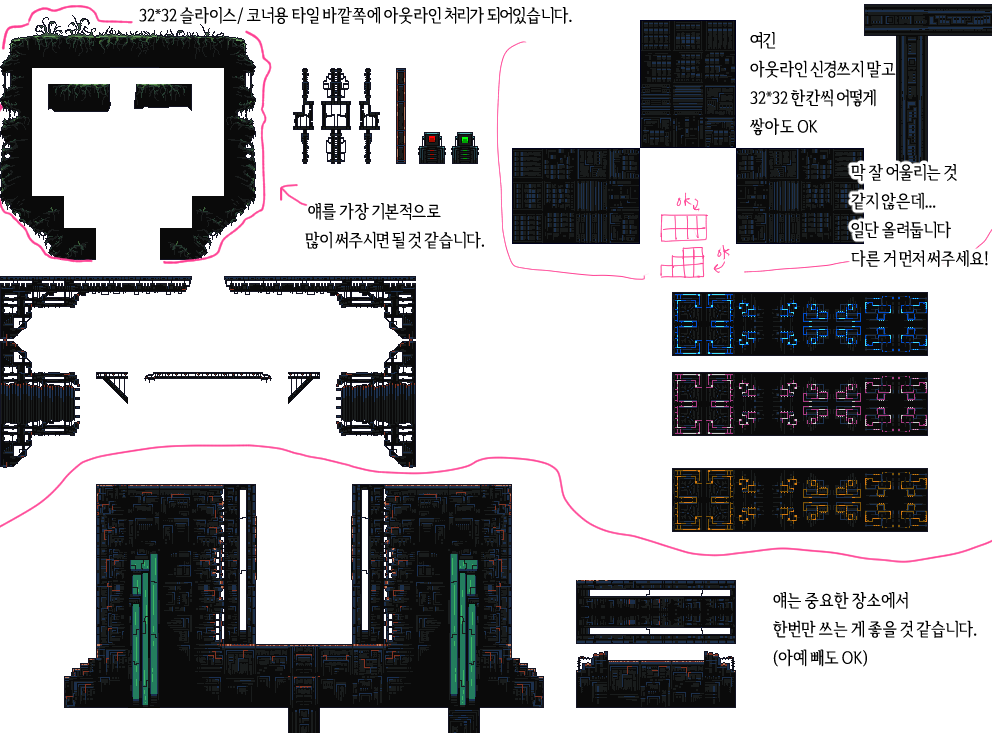 32*32 슬라이스/ 코너용 타일 바깥쪽에 아웃라인 처리가 되어있습니다.
여긴
아웃라인 신경쓰지 말고
32*32 한칸씩 어떻게
쌓아도 OK
막 잘 어울리는 것
같지 않은데...
일단 올려둡니다
다른 거 먼저 써주세요!
얘를 가장 기본적으로
많이 써주시면 될 것 같습니다.
ok
ok
얘는 중요한 장소에서
한번만 쓰는 게 좋을 것 같습니다.
(아예 빼도 OK)